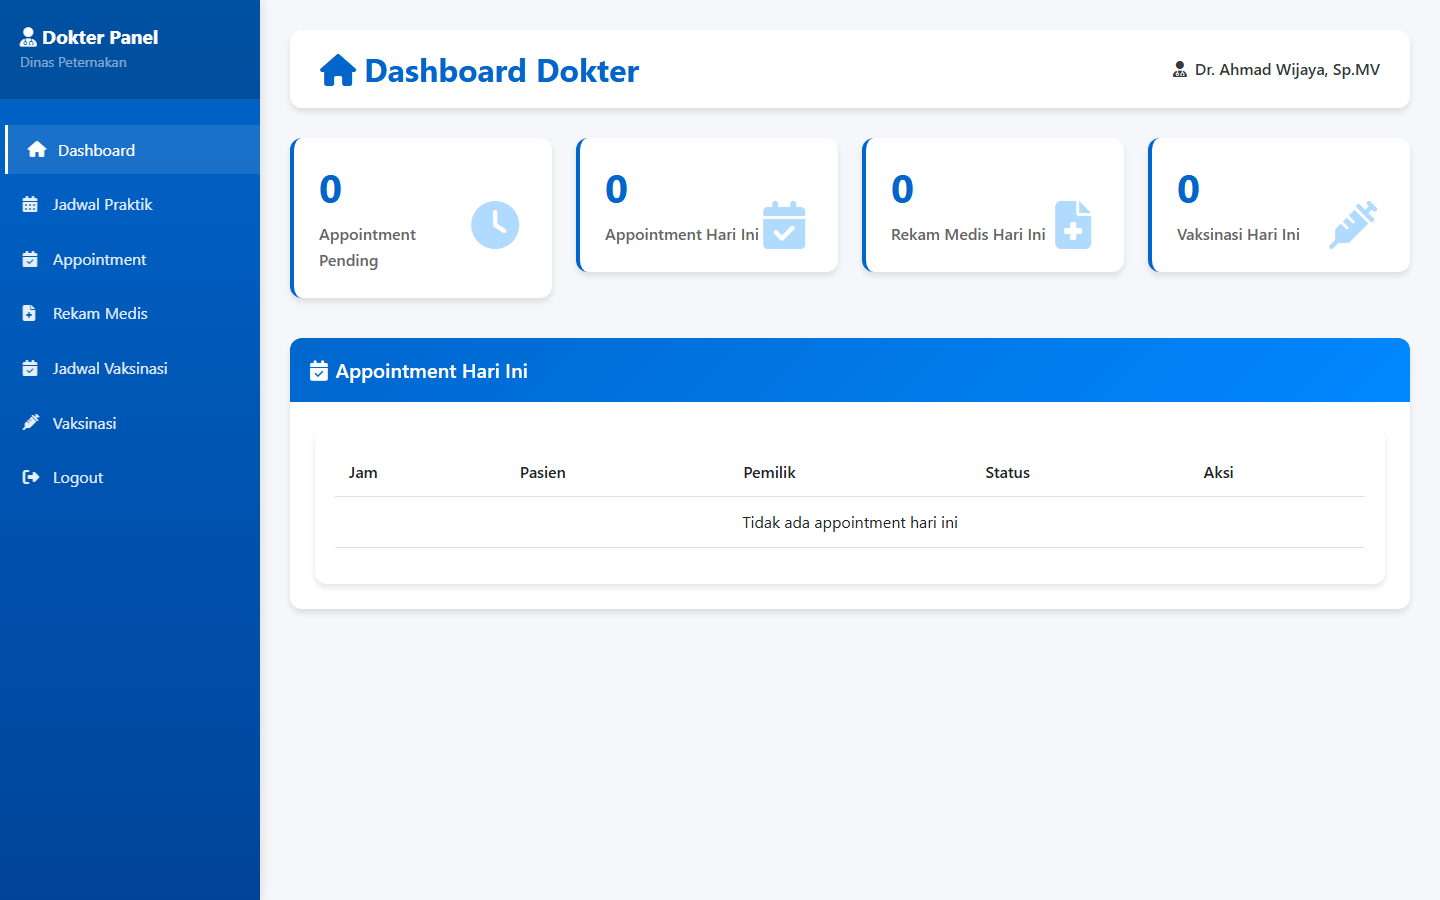 Dokter Panel
Dinas Peternakan
Dashboard
Jadwal Praktik
Appointment
Rekam Medis
Jadwal Vaksinasi
Vaksinasi
Logout
Dashboard Dokter
Dr. Ahmad Wijaya, Sp.MV
0
Appointment
Pending
0
Appointment Hari Ini
0
Rekam Medis Hari Ini
0
Vaksinasi Hari Ini
Appointment Hari Ini
Jam Pasien Pemilik Status Aksi
Tidak ada appointment hari ini